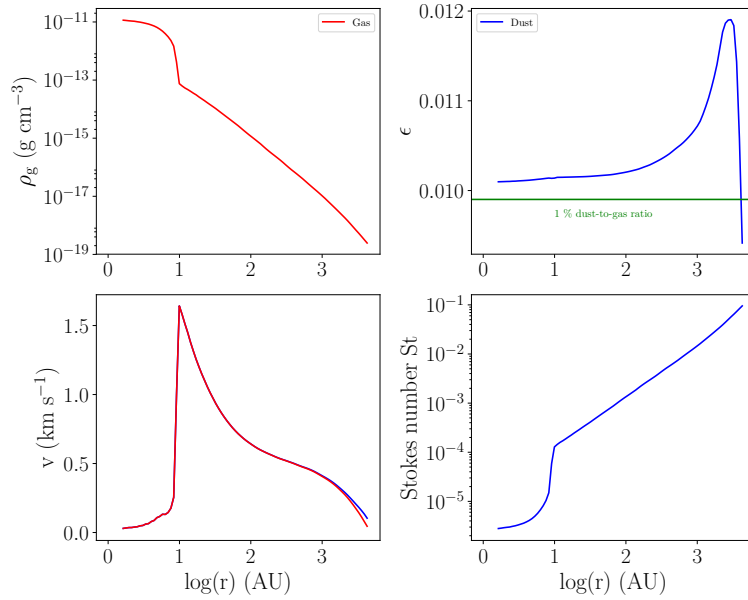 10⁻¹¹
10⁻¹³
10⁻¹⁵
10⁻¹⁷
10⁻¹⁹
ρg (g cm⁻³)
0 1 2 3
Gas
0.012
0.011
0.010
ϵ
0 1 2 3
Dust
1 % dust-to-gas ratio
1.5
1.0
0.5
0.0
v (km s⁻¹)
0 1 2 3
log(r) (AU)
10⁻¹
10⁻²
10⁻³
10⁻⁴
10⁻⁵
Stokes number St
0 1 2 3
log(r) (AU)